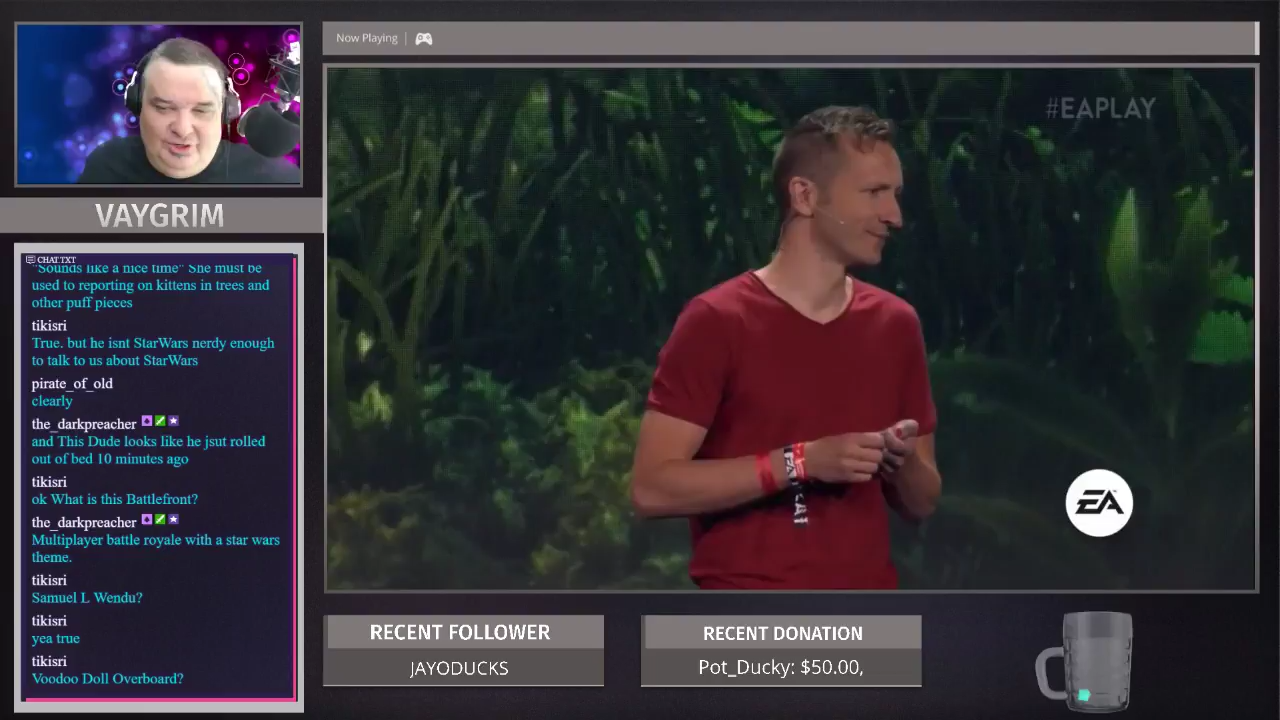 Now Playing
#EAPLAY
VAYGRIM
CHAT.TXT
"Sounds like a nice time" She must be
used to reporting on kittens in trees and
other puff pieces
tikisri
True. but he isnt StarWars nerdy enough
to talk to us about StarWars
pirate_of_old
clearly
the_darkpreacher
and This Dude looks like he jsut rolled
out of bed 10 minutes ago
tikisri
ok What is this Battlefront?
the_darkpreacher
Multiplayer battle royale with a star wars
theme.
tikisri
Samuel L Wendu?
tikisri
yea true
tikisri
Voodoo Doll Overboard?
EA
RECENT FOLLOWER
JAYODUCKS
RECENT DONATION
Pot_Ducky: $50.00,